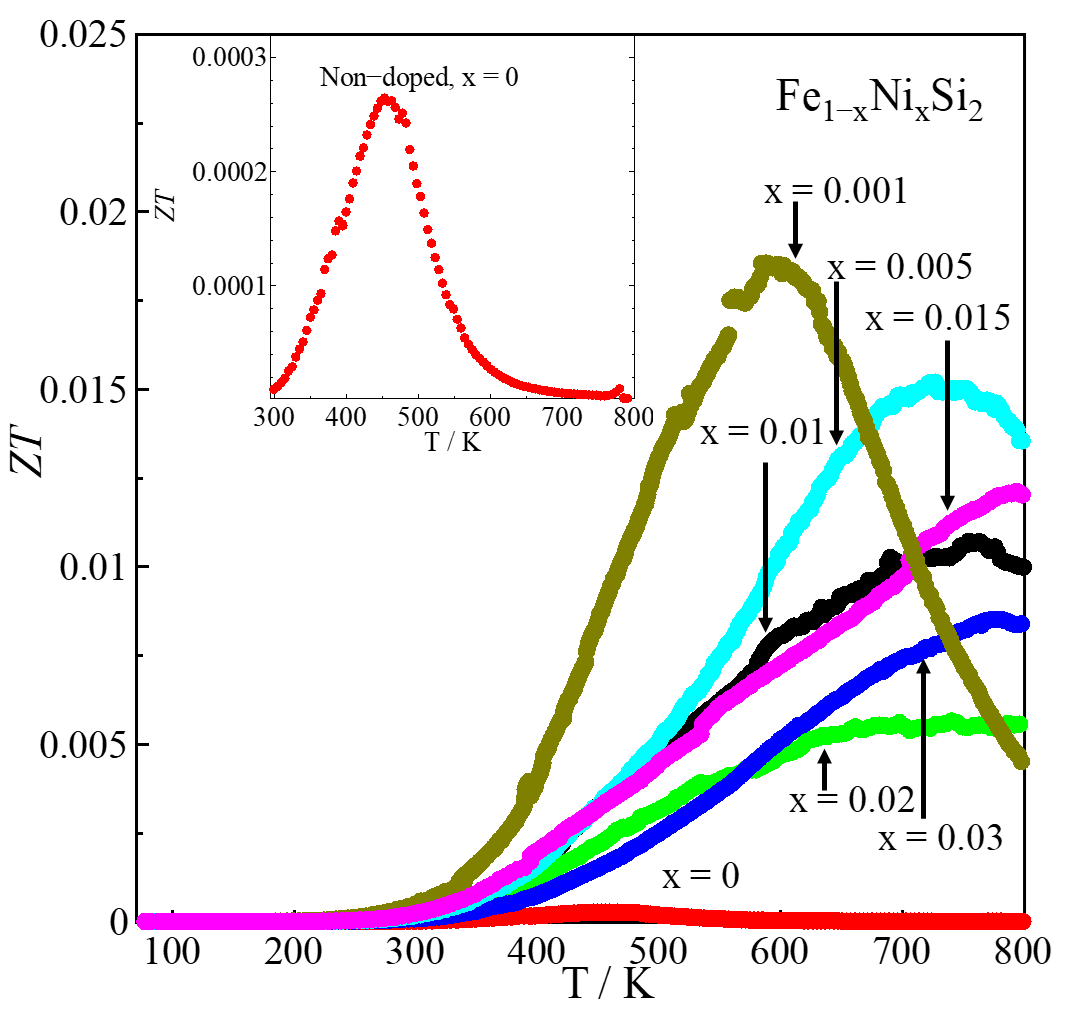 0.025
0.02
0.015
0.01
0.005
0
ZT
100 200 300 400 500 600 700 800
T / K
Fe₁₋ₓNiₓSi₂
x = 0.001
x = 0.005
x = 0.015
x = 0.01
x = 0.02
x = 0.03
x = 0
0.0003
0.0002
0.0001
ZT
Non−doped, x = 0
300 400 500 600 700 800
T / K